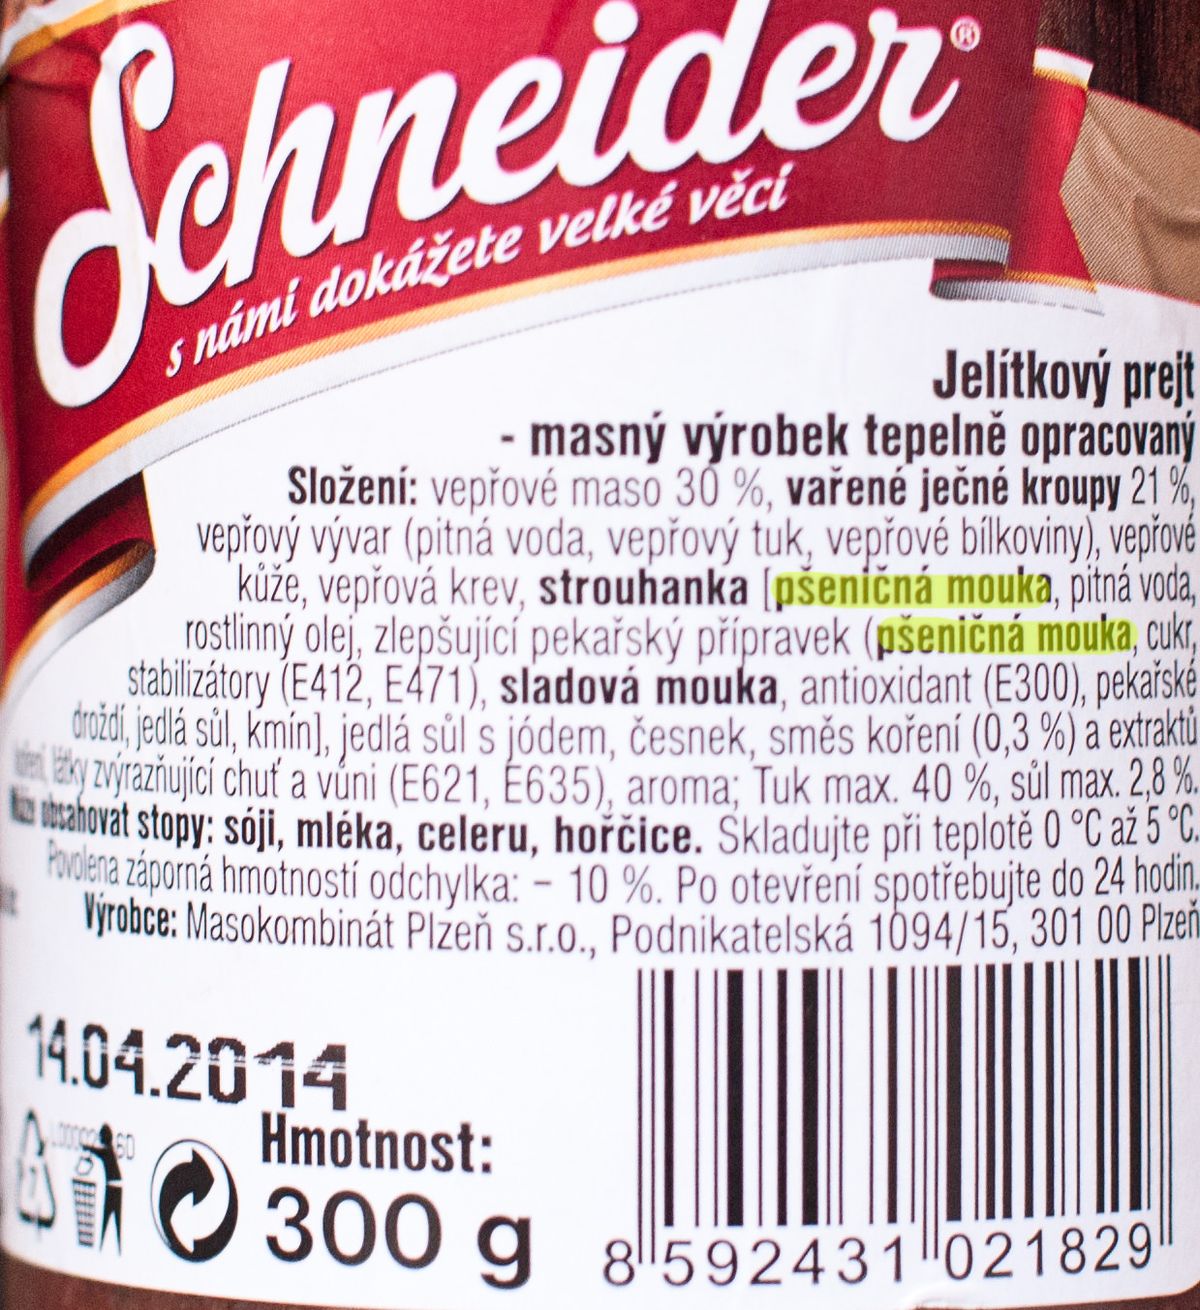 Schneider®
s námi dokážete velké věci
Jelítkový prejt
- masný výrobek tepelně opracovaný
Složení: vepřové maso 30 %, vařené ječné kroupy 21 %,
vepřový vývar (pitná voda, vepřový tuk, vepřové bílkoviny), vepřové
kůže, vepřová krev, strouhanka [pšeničná mouka, pitná voda,
rostlinný olej, zlepšující pekařský přípravek (pšeničná mouka, cukr,
stabilizátory (E412, E471), sladová mouka, antioxidant (E300), pekařské
droždí, jedlá sůl, kmín], jedlá sůl s jódem, česnek, směs koření (0,3 %) a extraktů
koření, látky zvýrazňující chuť a vůni (E621, E635), aroma; Tuk max. 40 %, sůl max. 2,8 %.
Může obsahovat stopy: sóji, mléka, celeru, hořčice. Skladujte při teplotě 0 °C až 5 °C.
Povolena záporná hmotností odchylka: – 10 %. Po otevření spotřebujte do 24 hodin.
Výrobce: Masokombinát Plzeň s.r.o., Podnikatelská 1094/15, 301 00 Plzeň
14.04.2014
Hmotnost:
300 g
7
8 592431 021829